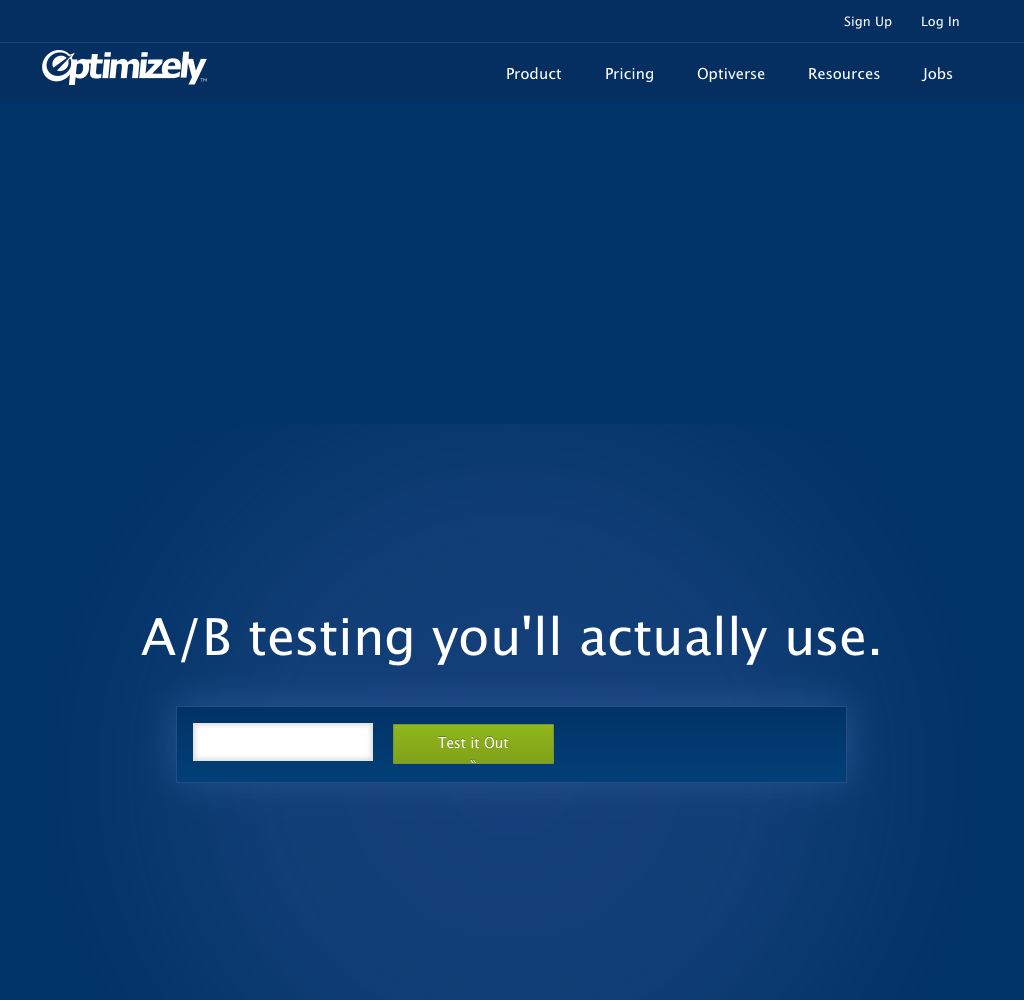 Sign Up Log In
Optimizely™
Product Pricing Optiverse Resources Jobs
A/B testing you'll actually use.
Test it Out
»